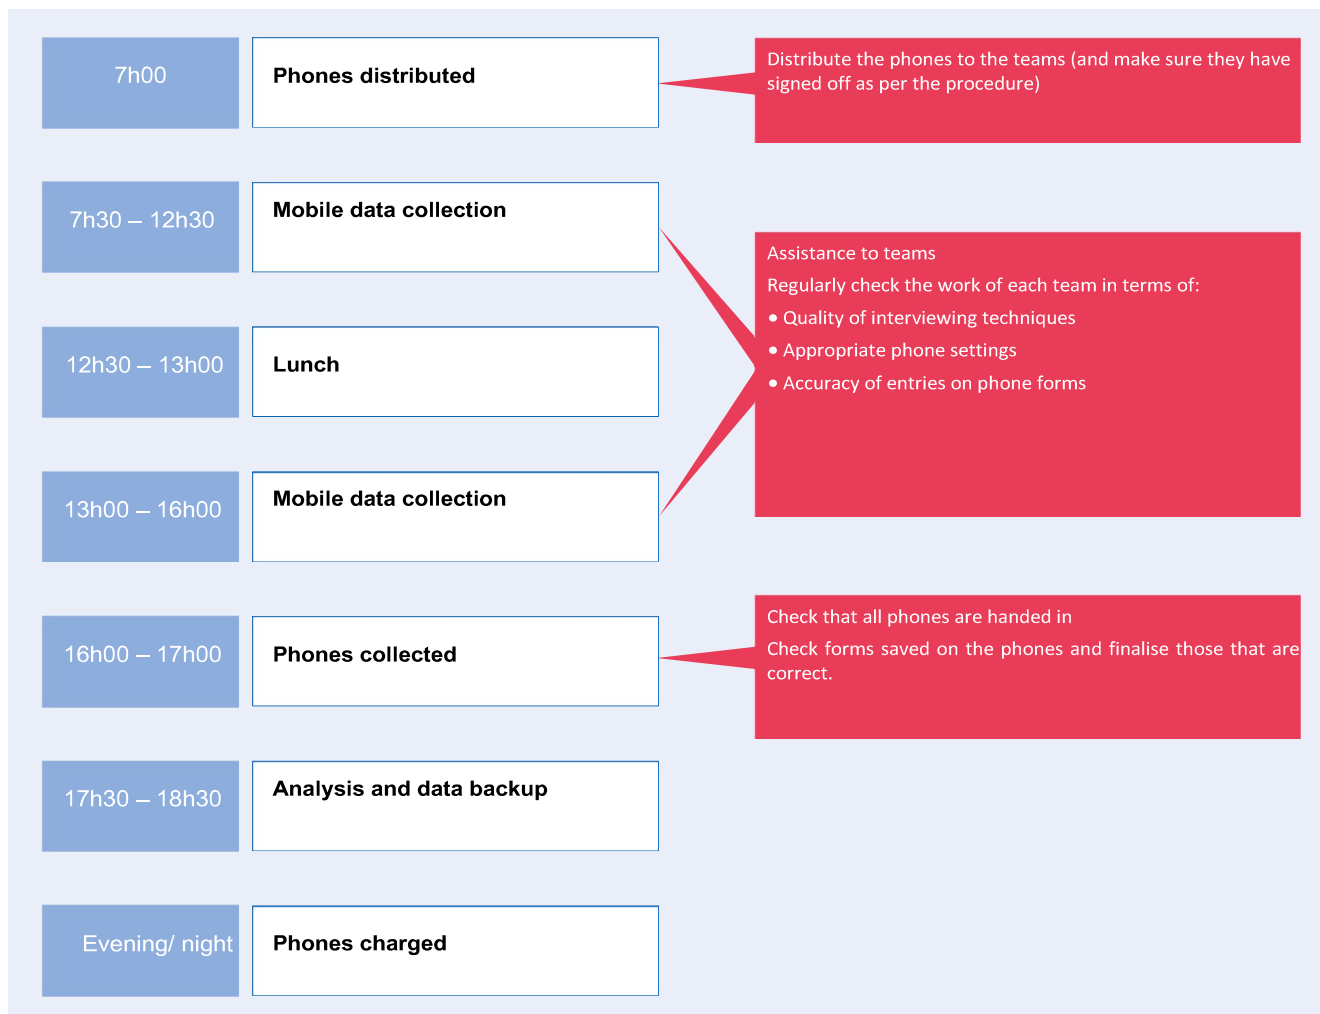 7h00
Phones distributed
Distribute the phones to the teams (and make sure they have
signed off as per the procedure)
7h30 – 12h30
Mobile data collection
Assistance to teams
Regularly check the work of each team in terms of:
• Quality of interviewing techniques
• Appropriate phone settings
• Accuracy of entries on phone forms
12h30 – 13h00
Lunch
13h00 – 16h00
Mobile data collection
16h00 – 17h00
Phones collected
Check that all phones are handed in
Check forms saved on the phones and finalise those that are
correct.
17h30 – 18h30
Analysis and data backup
Evening/ night
Phones charged